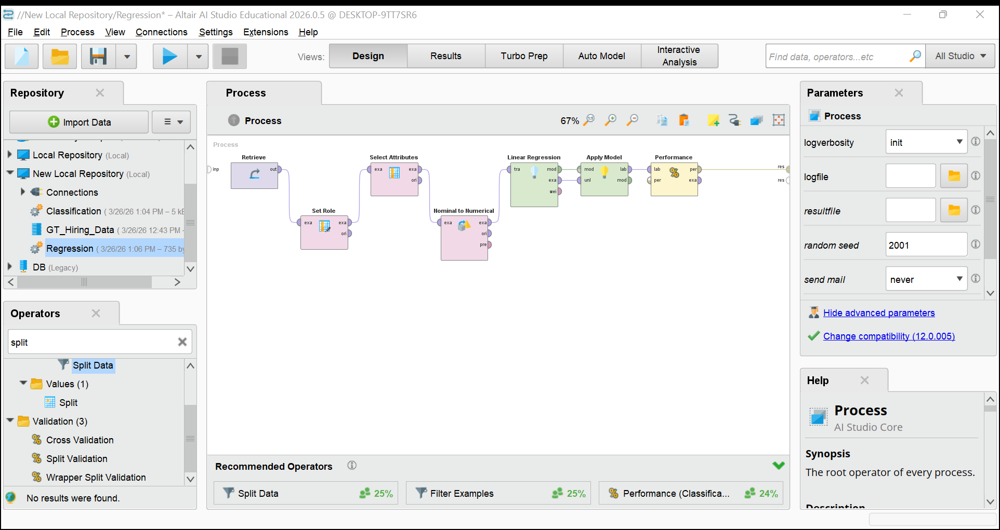 //New Local Repository/Regression* – Altair AI Studio Educational 2026.0.5 @ DESKTOP-9TT7SR6
File Edit Process View Connections Settings Extensions Help
Views: Design Results Turbo Prep Auto Model Interactive Analysis
Find data, operators...etc
All Studio
Repository
Import Data
Local Repository (Local)
New Local Repository (Local)
Connections
Classification ( 3/26/26 1:04 PM – 5 kE
GT_Hiring_Data ( 3/26/26 12:43 PM -
Regression ( 3/26/26 1:06 PM – 735 by
DB (Legacy)
Operators
split
Split Data
Values (1)
Split
Validation (3)
Cross Validation
Split Validation
Wrapper Split Validation
No results were found.
Process
Process
67%
Process
inp
Retrieve
out
Set Role
exa exa
ori
Select Attributes
exa exa
ori
Nominal to Numerical
exa exa
ori
pre
Linear Regression
tra mod
exa
wei
Apply Model
mod lab
unl mod
Performance
lab per
per exa
res
res
Recommended Operators
Split Data 25%
Filter Examples 25%
Performance (Classifica... 24%
Parameters
Process
logverbosity init
logfile
resultfile
random seed 2001
send mail never
Hide advanced parameters
Change compatibility (12.0.005)
Help
Process
AI Studio Core
Synopsis
The root operator of every process.
Description